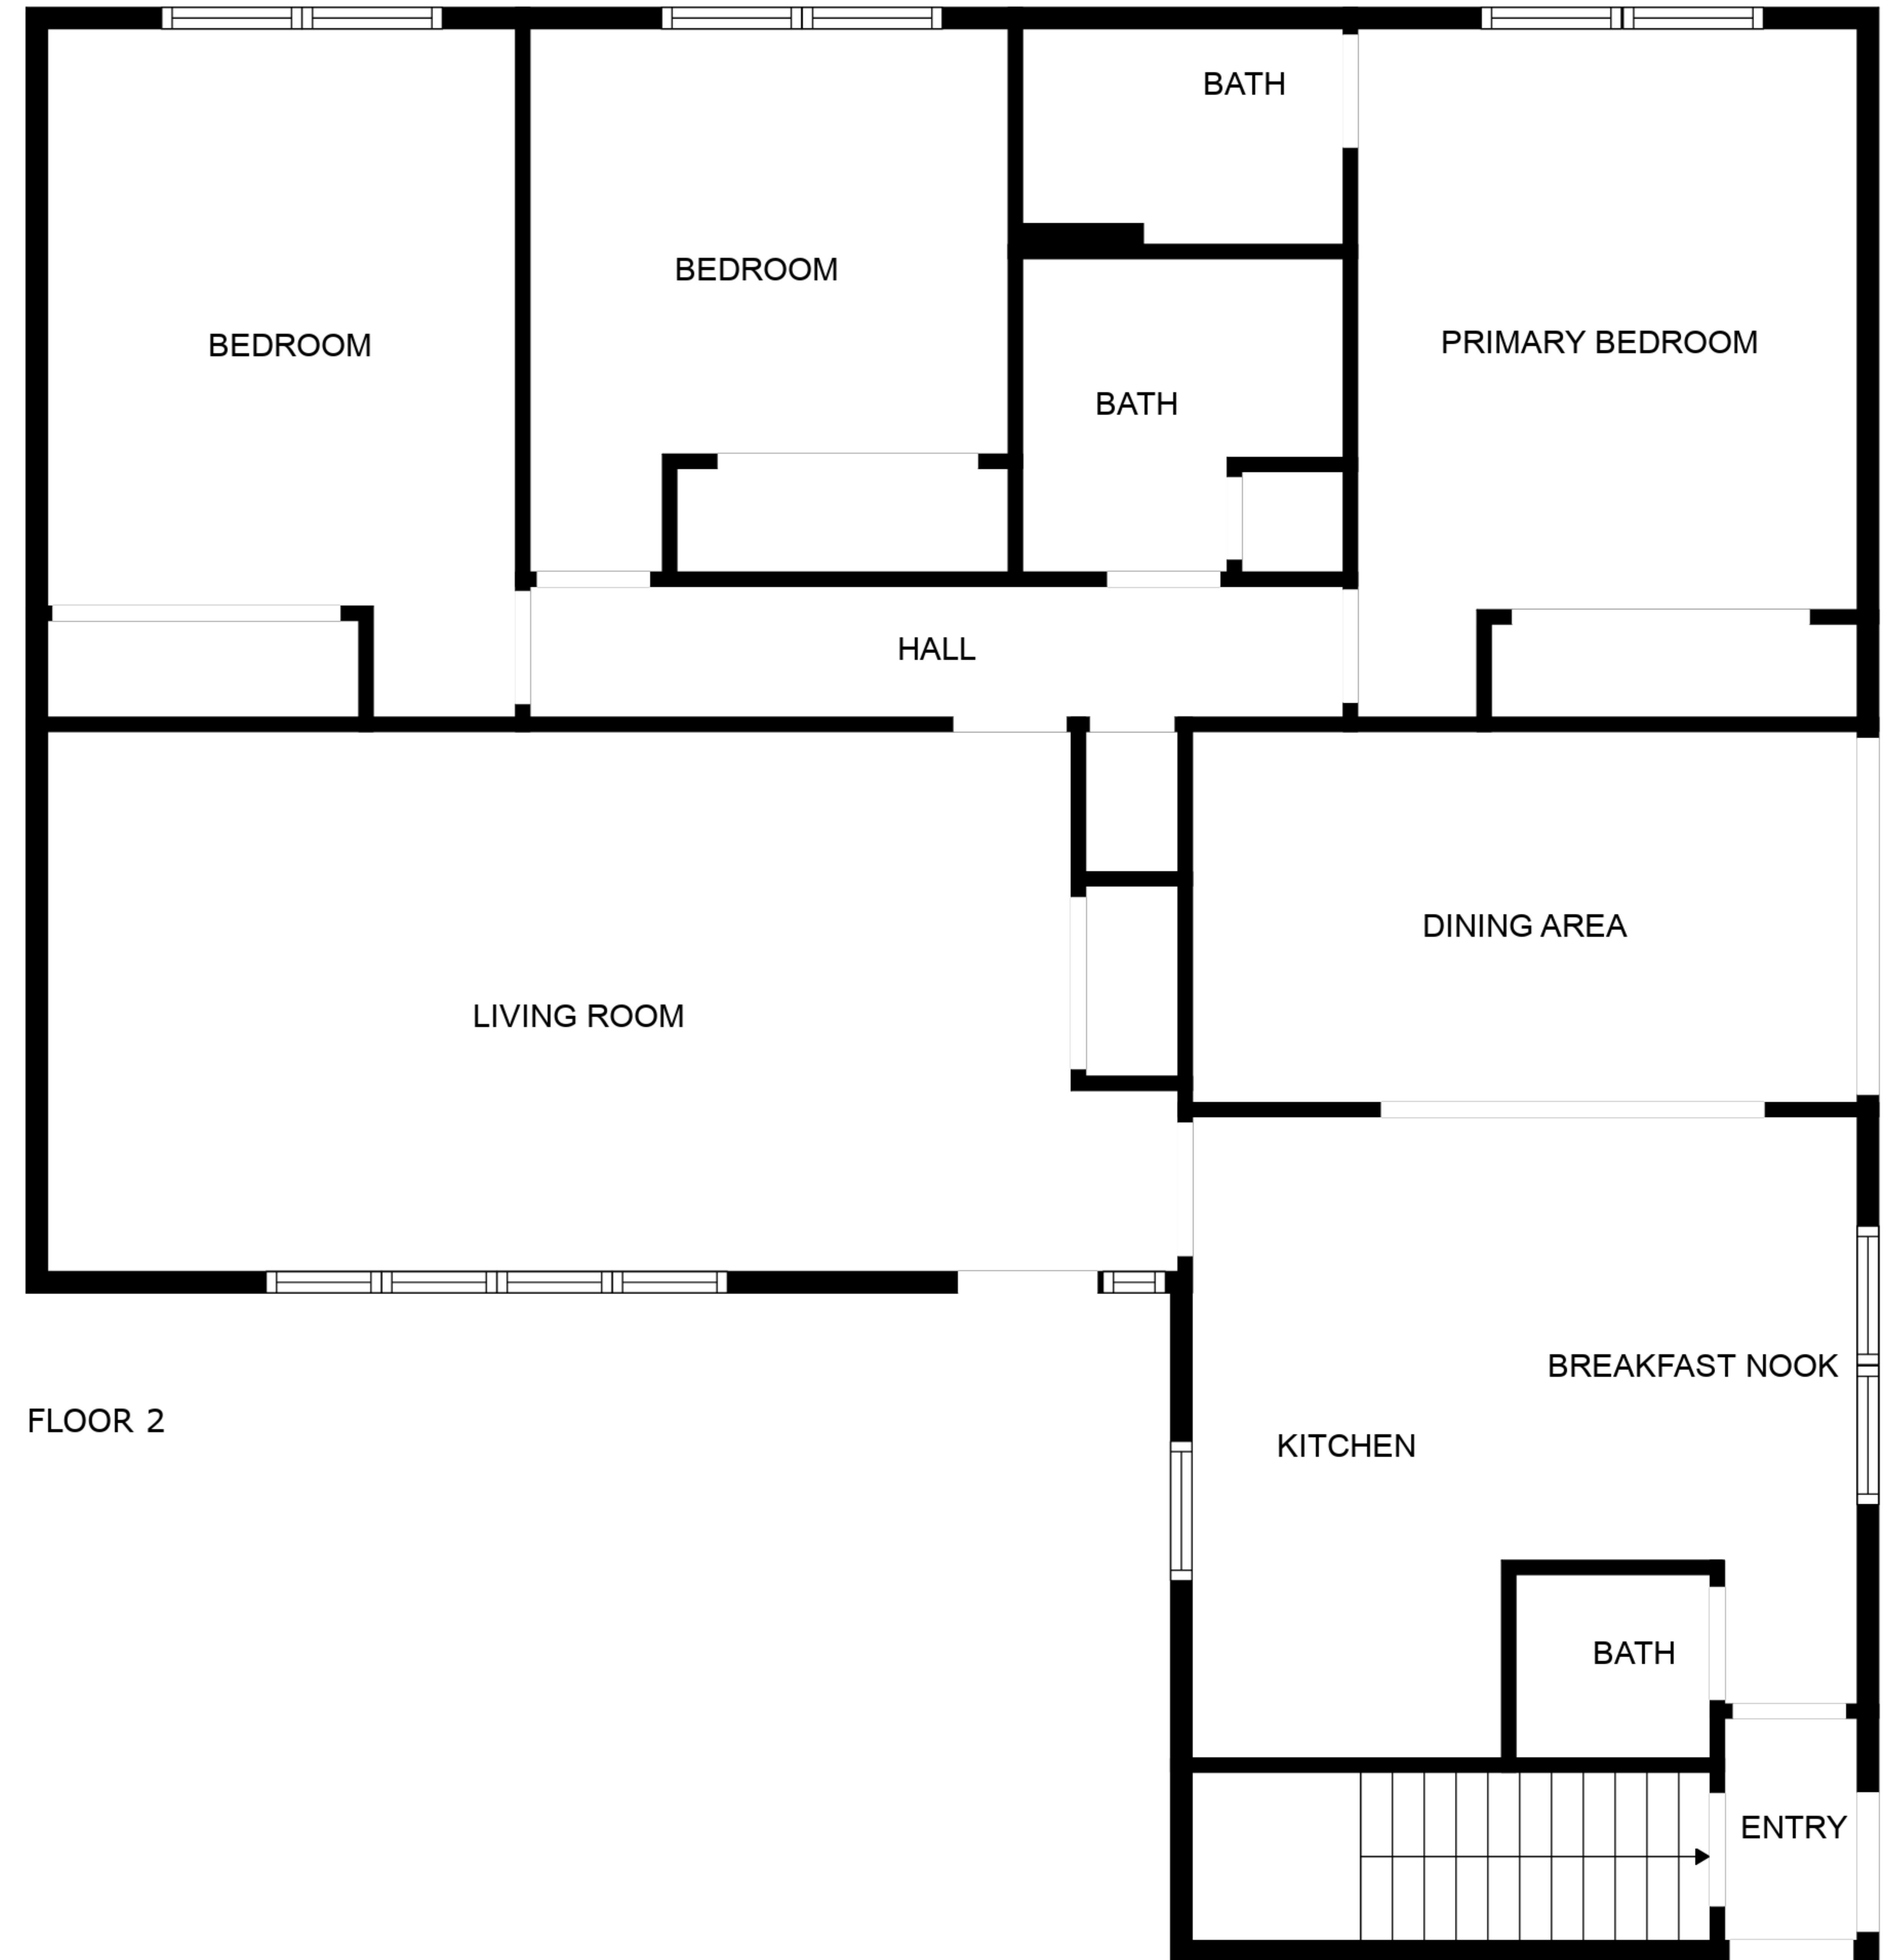 BATH
BEDROOM
BEDROOM
PRIMARY BEDROOM
BATH
HALL
DINING AREA
LIVING ROOM
BREAKFAST NOOK
FLOOR 2
KITCHEN
BATH
ENTRY